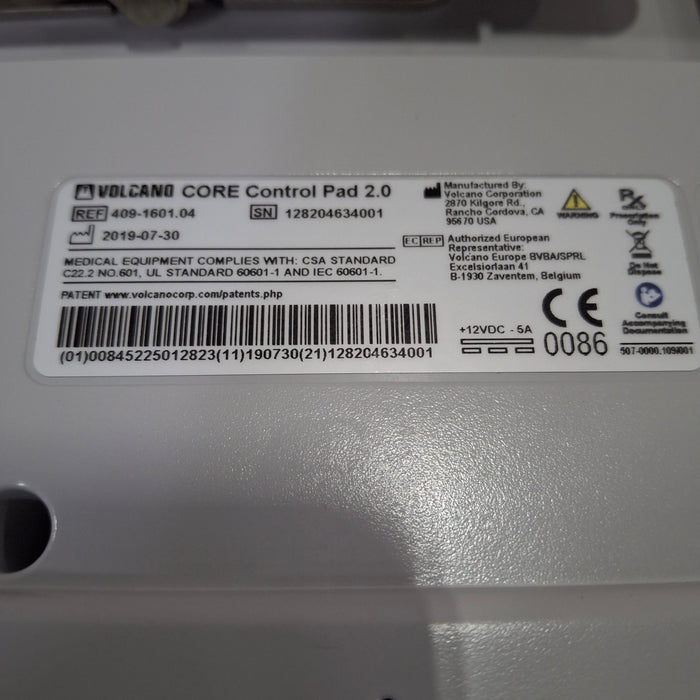 VOLCANO CORE Control Pad 2.0
REF 409-1601.04 SN 128204634001
2019-07-30
MEDICAL EQUIPMENT COMPLIES WITH: CSA STANDARD
C22.2 NO.601, UL STANDARD 60601-1 AND IEC 60601-1.
PATENT www.volcanocorp.com/patents.php
(01)00845225012823(11)190730(21)128204634001
Manufactured By:
Volcano Corporation
2870 Kilgore Rd.,
Rancho Cordova, CA
95670 USA
EC REP Authorized European
Representative:
Volcano Europe BVBA/SPRL
Excelsiorlaan 41
B-1930 Zaventem, Belgium
+12VDC - 5A
CE
0086
WARNING
Rx
Prescription
Only
Do Not
Dispose
Consult
Accompanying
Documentation
507-0000.109/001